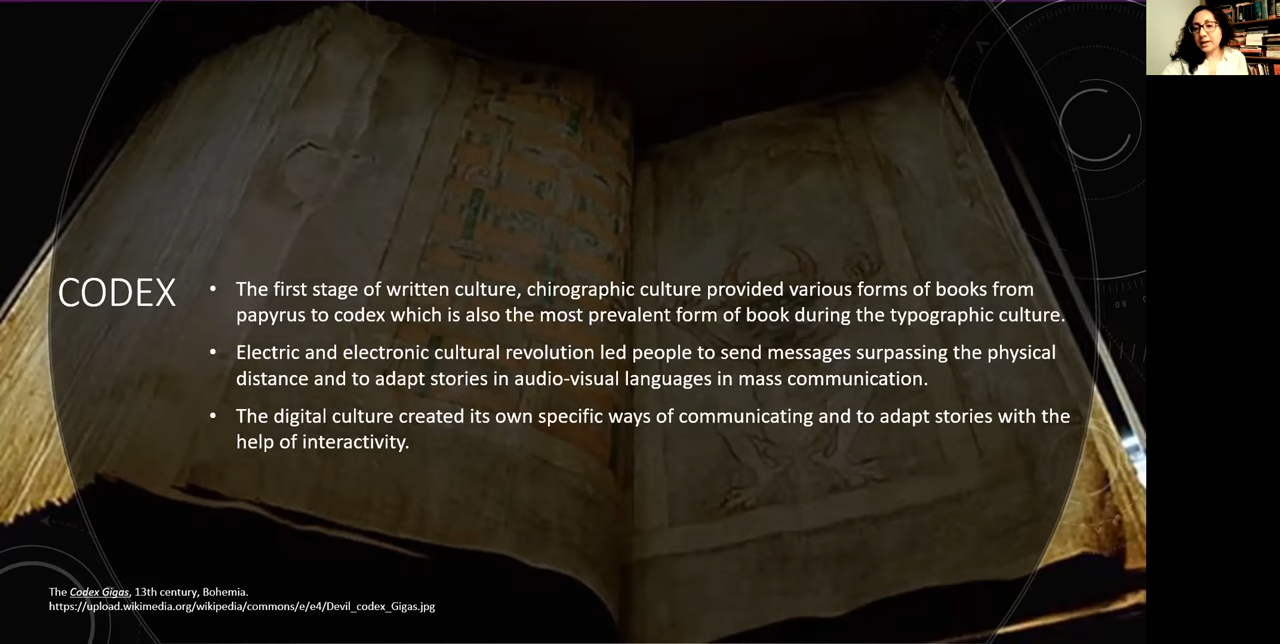 CODEX
• The first stage of written culture, chirographic culture provided various forms of books from
papyrus to codex which is also the most prevalent form of book during the typographic culture.
• Electric and electronic cultural revolution led people to send messages surpassing the physical
distance and to adapt stories in audio-visual languages in mass communication.
• The digital culture created its own specific ways of communicating and to adapt stories with the
help of interactivity.
The Codex Gigas, 13th century, Bohemia.
https://upload.wikimedia.org/wikipedia/commons/e/e4/Devil_codex_Gigas.jpg